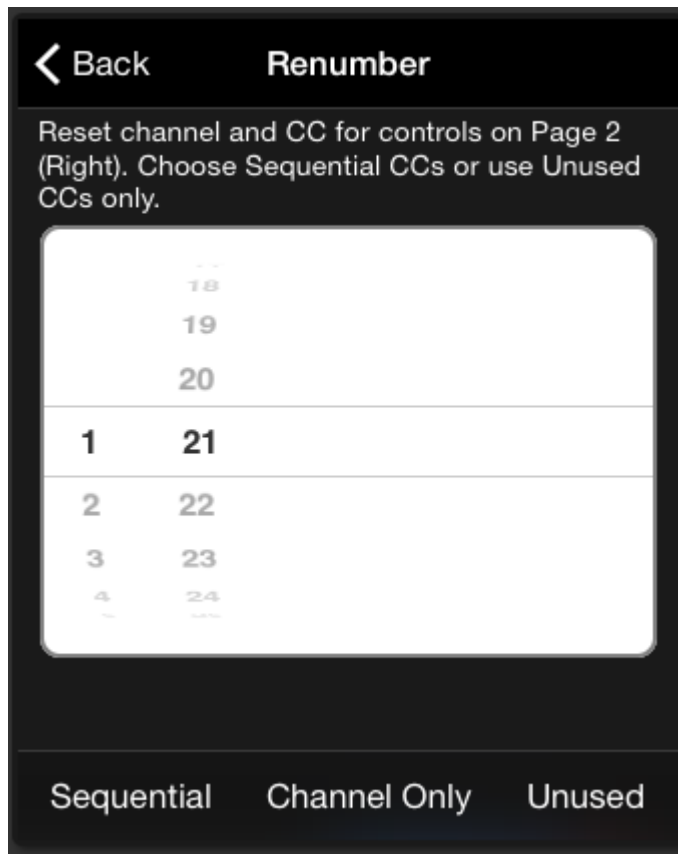 Back Renumber
Reset channel and CC for controls on Page 2
(Right). Choose Sequential CCs or use Unused
CCs only.
18
19
20
1 21
2 22
3 23
4 24
Sequential Channel Only Unused